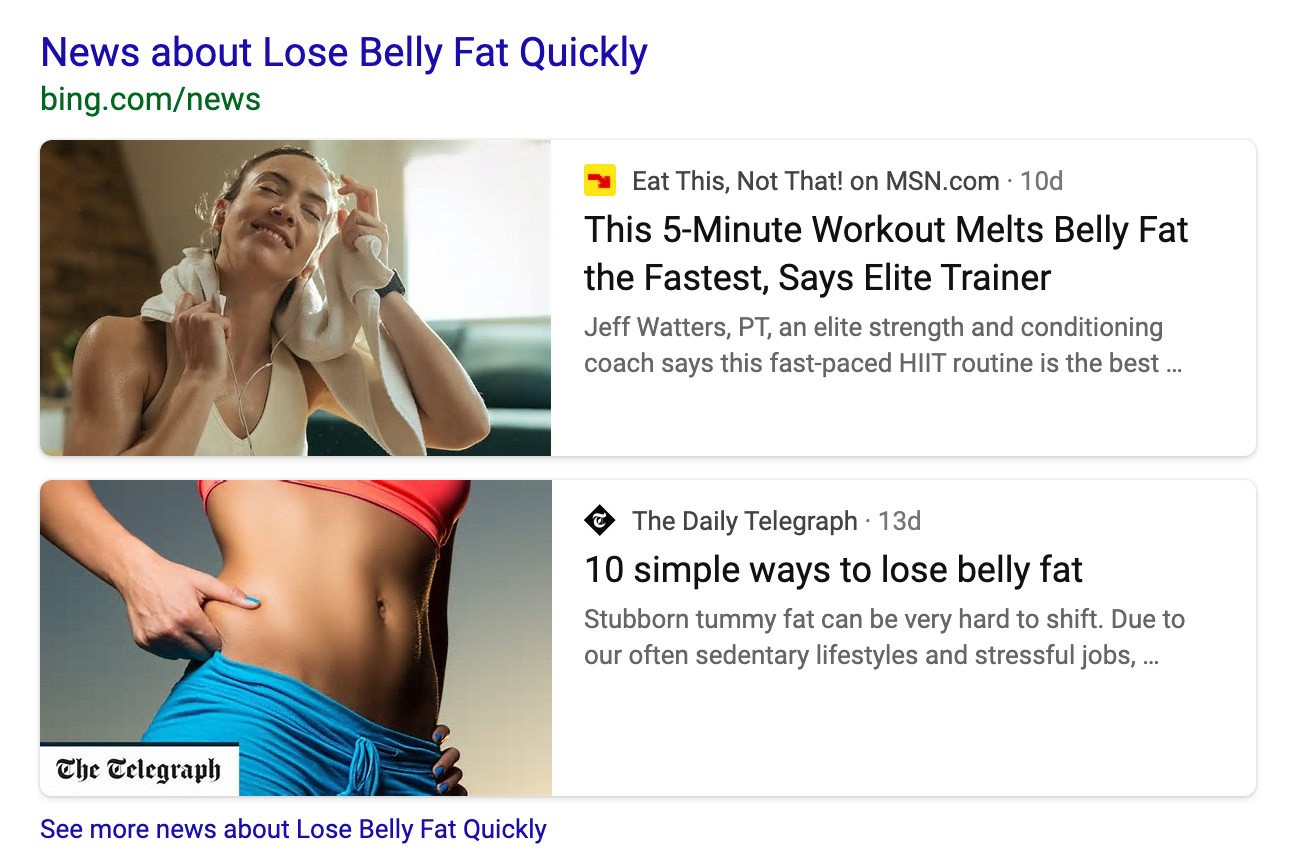 News about Lose Belly Fat Quickly
bing.com/news
Eat This, Not That! on MSN.com · 10d
This 5-Minute Workout Melts Belly Fat
the Fastest, Says Elite Trainer
Jeff Watters, PT, an elite strength and conditioning
coach says this fast-paced HIIT routine is the best ...
The Daily Telegraph · 13d
10 simple ways to lose belly fat
Stubborn tummy fat can be very hard to shift. Due to
our often sedentary lifestyles and stressful jobs, ...
The Telegraph
See more news about Lose Belly Fat Quickly